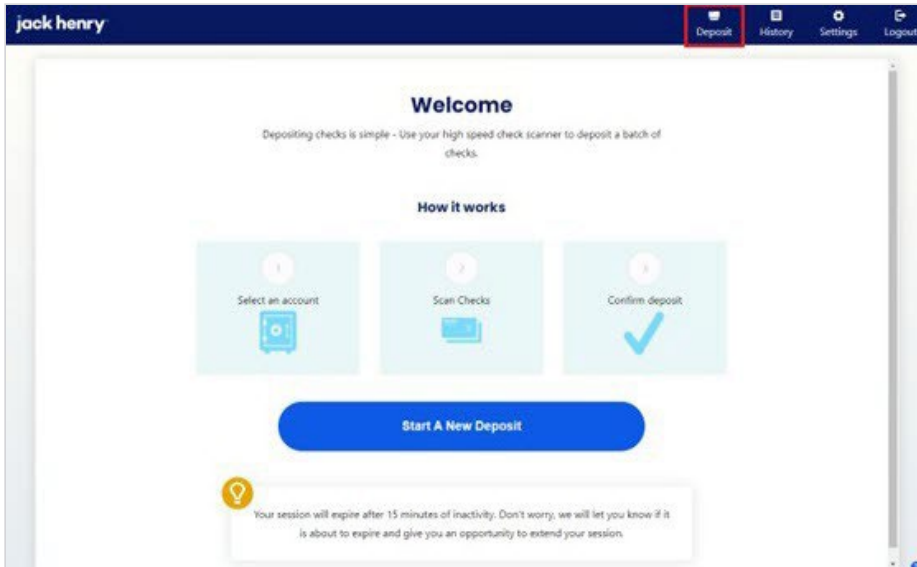 jack henry
Deposit
History
Settings
Logout
Welcome
Depositing checks is simple - Use your high speed check scanner to deposit a batch of
checks.
How it works
Select an account
Scan Checks
Confirm deposit
Start A New Deposit
Your session will expire after 15 minutes of inactivity. Don't worry, we will let you know if it
is about to expire and give you an opportunity to extend your session.